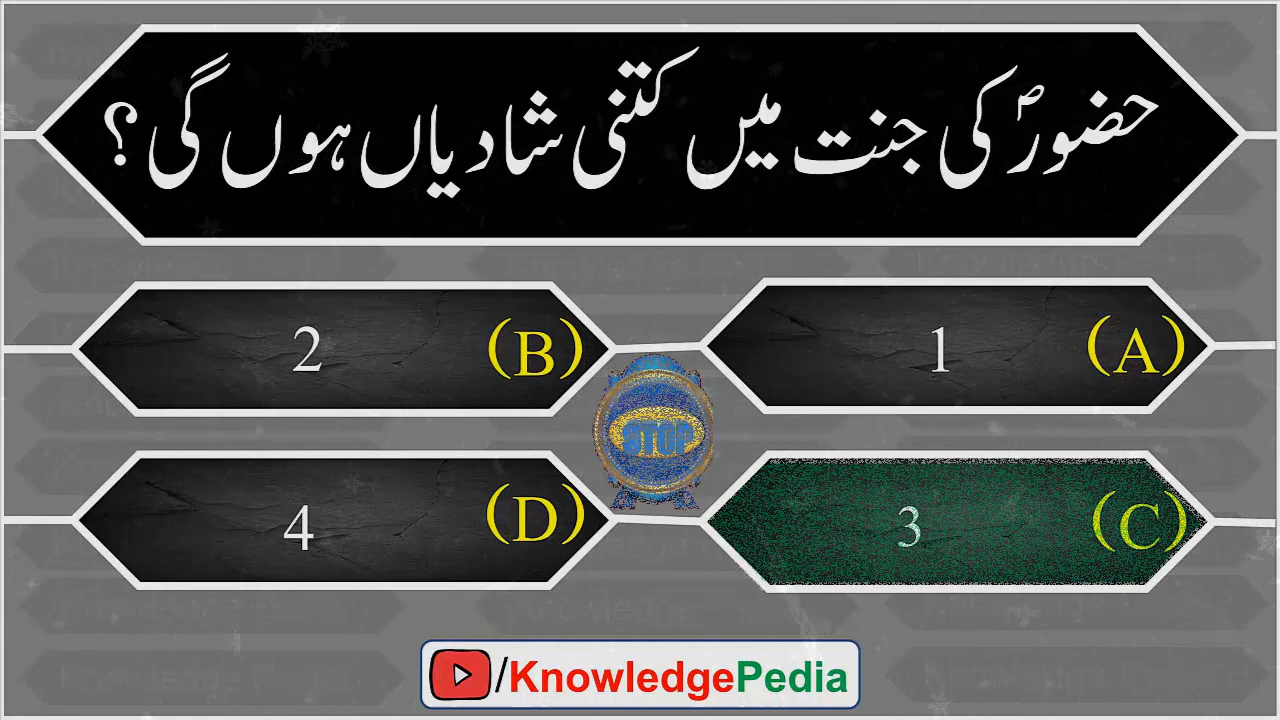 حضورؐ کی جنت میں کتنی شادیاں ہوں گی؟
(A) 1
(B) 2
STOP
(C) 3
(D) 4
/KnowledgePedia